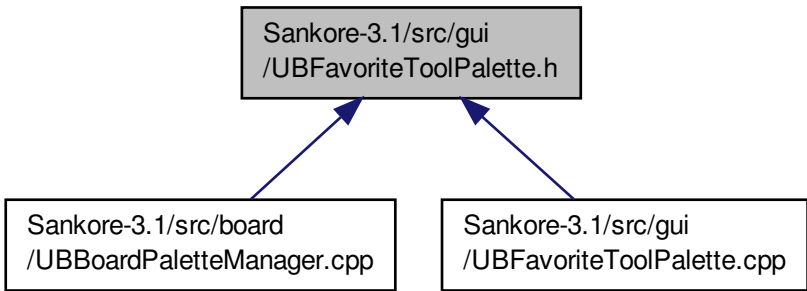 Sankore-3.1/src/gui
/UBFavoriteToolPalette.h
Sankore-3.1/src/board
/UBBoardPaletteManager.cpp
Sankore-3.1/src/gui
/UBFavoriteToolPalette.cpp